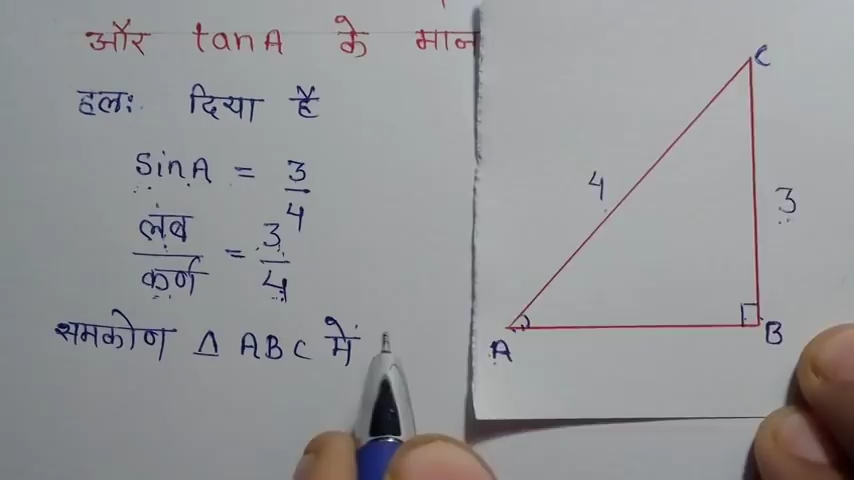 और tanA के मान
हलः दिया है
sinA = 3/4
लंब/कर्ण = 3/4
समकोण Δ ABC में
C
4
3
A
B